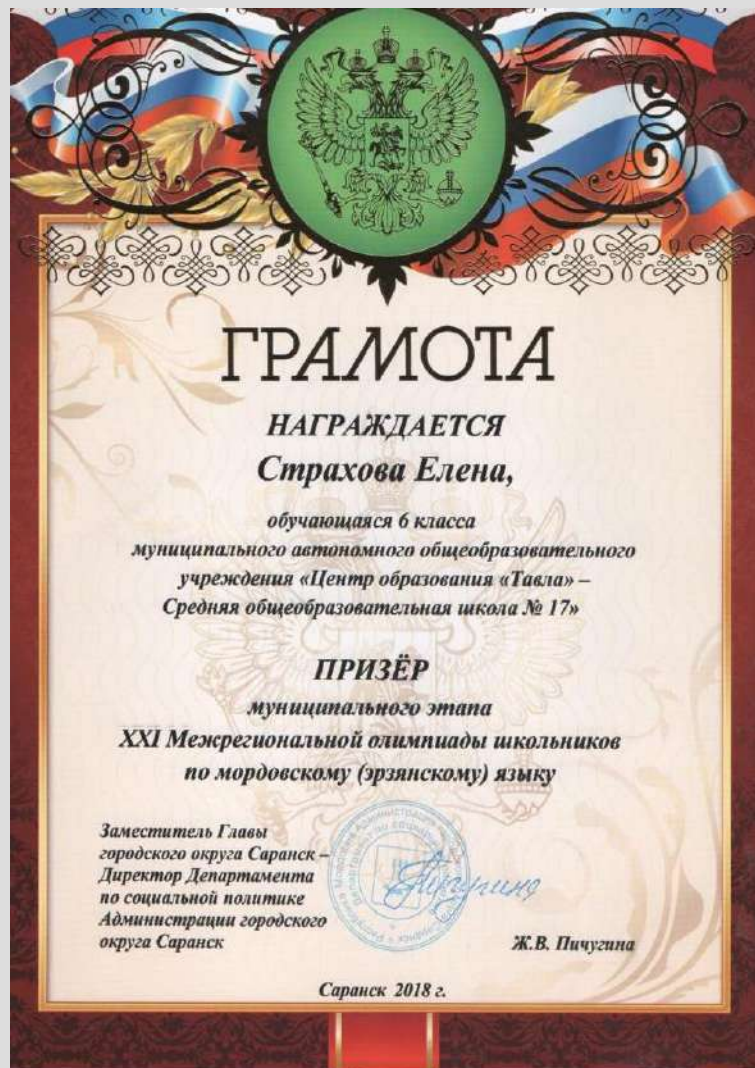 ГРАМОТА
НАГРАЖДАЕТСЯ
Страхова Елена,
обучающаяся 6 класса
муниципального автономного общеобразовательного
учреждения «Центр образования «Тавла» –
Средняя общеобразовательная школа № 17»
ПРИЗЁР
муниципального этапа
XXI Межрегиональной олимпиады школьников
по мордовскому (эрзянскому) языку
Заместитель Главы
городского округа Саранск –
Директор Департамента
по социальной политике
Администрации городского
округа Саранск
Ж.В. Пичугина
Саранск 2018 г.